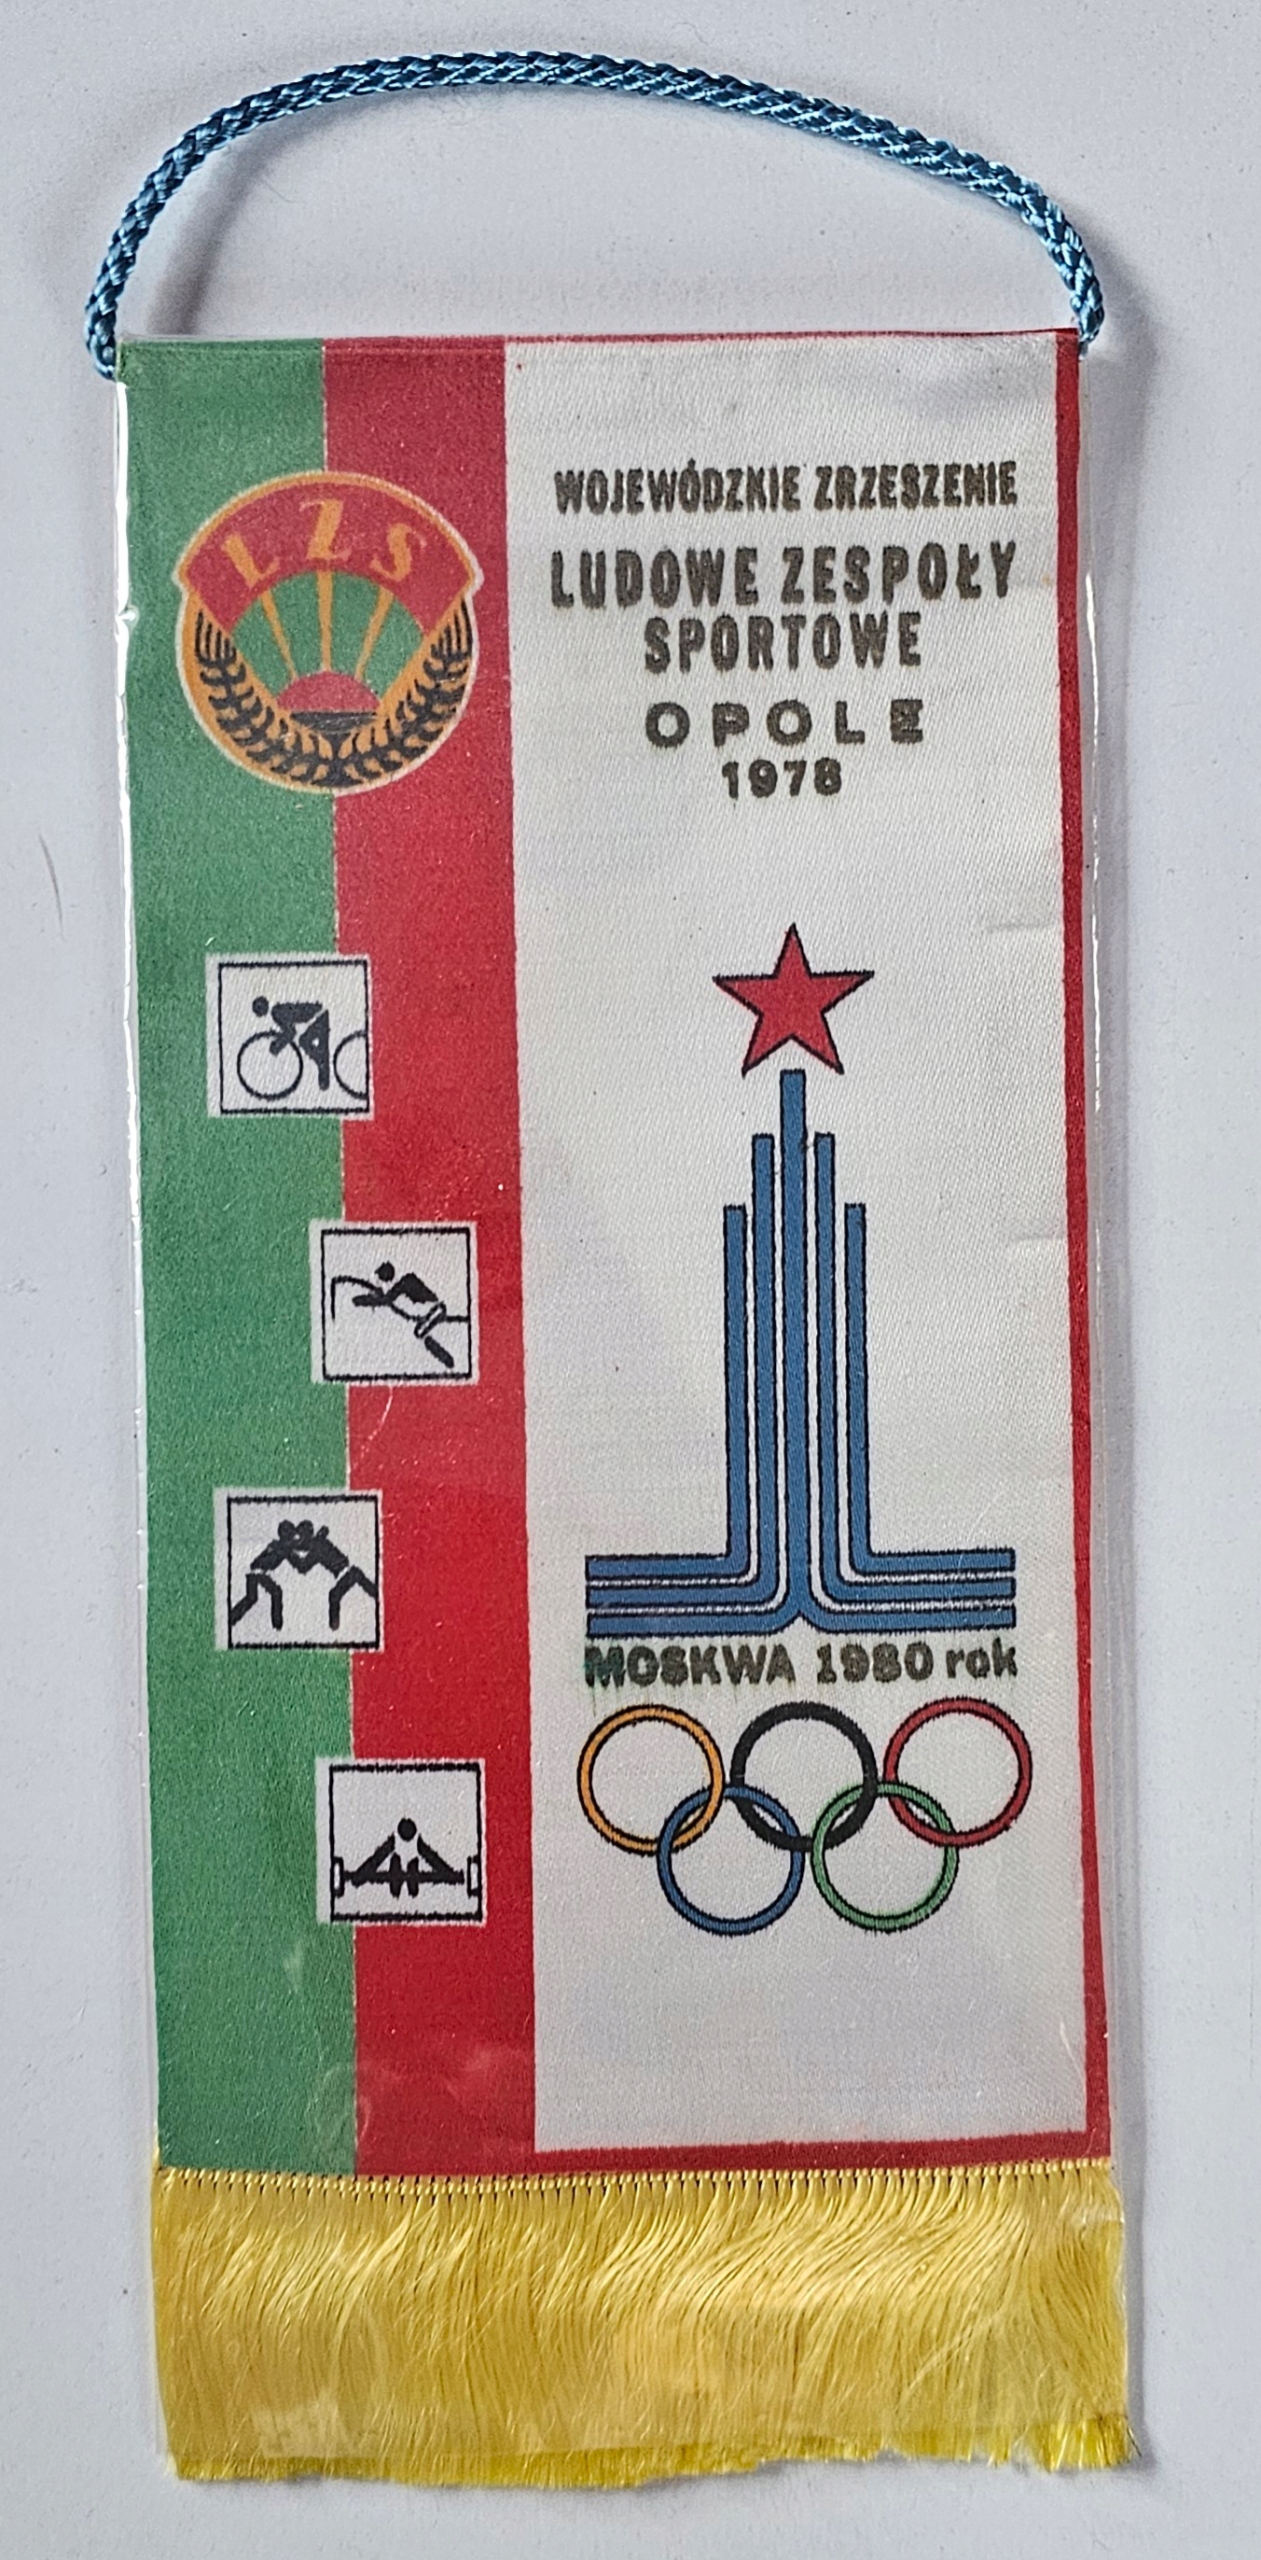 LZS
WOJEWÓDZKIE ZRZESZENIE
LUDOWE ZESPOŁY
SPORTOWE
OPOLE
1978
MOSKWA 1980 rok